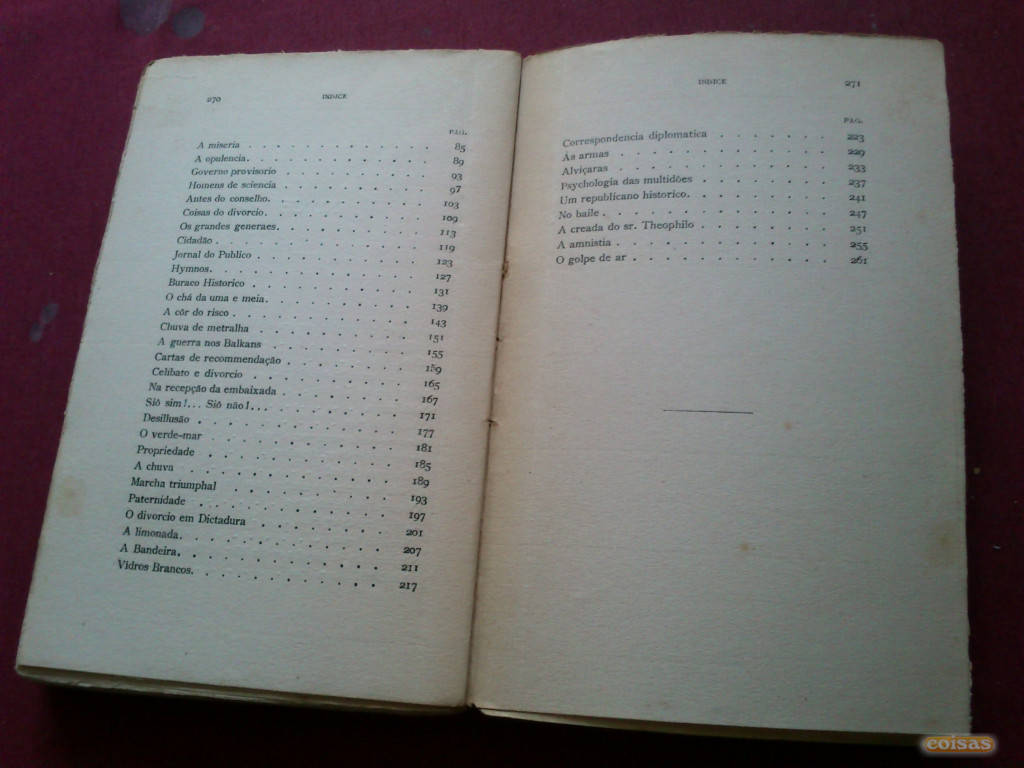 270 INDICE
PAG.
A miseria . . . . . . . . . . 85
A opulencia. . . . . . . . . . 89
Governo provisorio . . . . . . . . 93
Homens de sciencia . . . . . . . . 97
Antes do conselho. . . . . . . . . 103
Coisas do divorcio. . . . . . . . . 109
Os grandes generaes. . . . . . . . . 113
Cidadão . . . . . . . . . . 119
Jornal do Publico . . . . . . . . . 123
Hymnos. . . . . . . . . . 127
Buraco Historico . . . . . . . . . 131
O chá da uma e meia. . . . . . . . . 139
A côr do risco . . . . . . . . . 143
Chuva de metralha . . . . . . . . 151
A guerra nos Balkans . . . . . . . . 155
Cartas de recommendação . . . . . . . 159
Celibato e divorcio . . . . . . . . 165
Na recepção da embaixada . . . . . . . 167
Siô sim!... Siô não!... . . . . . . . 171
Desillusão . . . . . . . . . . 177
O verde-mar . . . . . . . . . 181
Propriedade . . . . . . . . . 185
A chuva . . . . . . . . . . 189
Marcha triumphal . . . . . . . . 193
Paternidade . . . . . . . . . 197
O divorcio em Dictadura . . . . . . . 201
A limonada. . . . . . . . . . 207
A Bandeira. . . . . . . . . . 211
Vidros Brancos. . . . . . . . . . 217
INDICE 271
PAG.
Correspondencia diplomatica . . . . . . . 223
Ás armas . . . . . . . . . . 229
Alviçaras . . . . . . . . . . 233
Psychologia das multidões . . . . . . . 237
Um republicano historico. . . . . . . . 241
No baile . . . . . . . . . . 247
A creada do sr. Theophilo . . . . . . . 251
A amnistia . . . . . . . . . . 255
O golpe de ar . . . . . . . . . 261
coisas